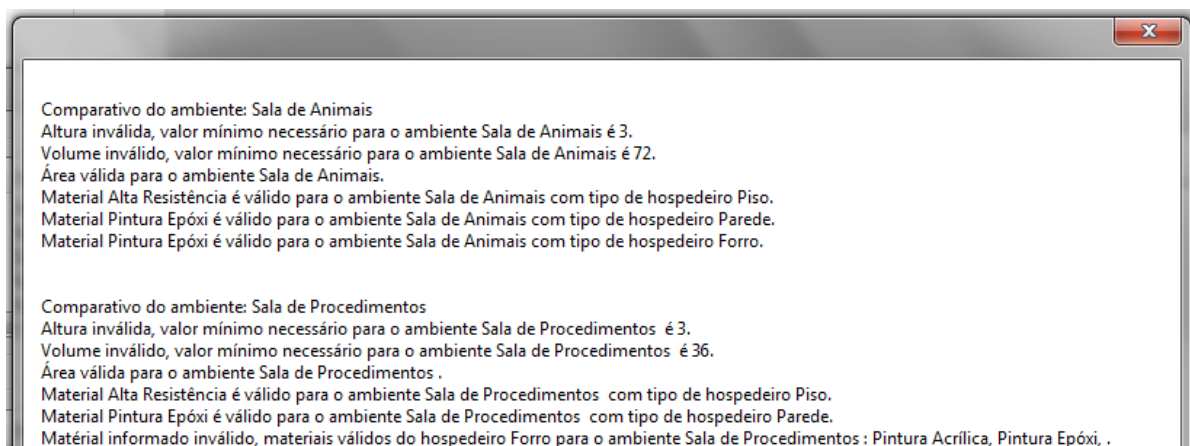 Comparativo do ambiente: Sala de Animais
Altura inválida, valor mínimo necessário para o ambiente Sala de Animais é 3.
Volume inválido, valor mínimo necessário para o ambiente Sala de Animais é 72.
Área válida para o ambiente Sala de Animais.
Material Alta Resistência é válido para o ambiente Sala de Animais com tipo de hospedeiro Piso.
Material Pintura Epóxi é válido para o ambiente Sala de Animais com tipo de hospedeiro Parede.
Material Pintura Epóxi é válido para o ambiente Sala de Animais com tipo de hospedeiro Forro.
Comparativo do ambiente: Sala de Procedimentos
Altura inválida, valor mínimo necessário para o ambiente Sala de Procedimentos  é 3.
Volume inválido, valor mínimo necessário para o ambiente Sala de Procedimentos  é 36.
Área válida para o ambiente Sala de Procedimentos .
Material Alta Resistência é válido para o ambiente Sala de Procedimentos  com tipo de hospedeiro Piso.
Material Pintura Epóxi é válido para o ambiente Sala de Procedimentos  com tipo de hospedeiro Parede.
Matérial informado inválido, materiais válidos do hospedeiro Forro para o ambiente Sala de Procedimentos : Pintura Acrílica, Pintura Epóxi, .